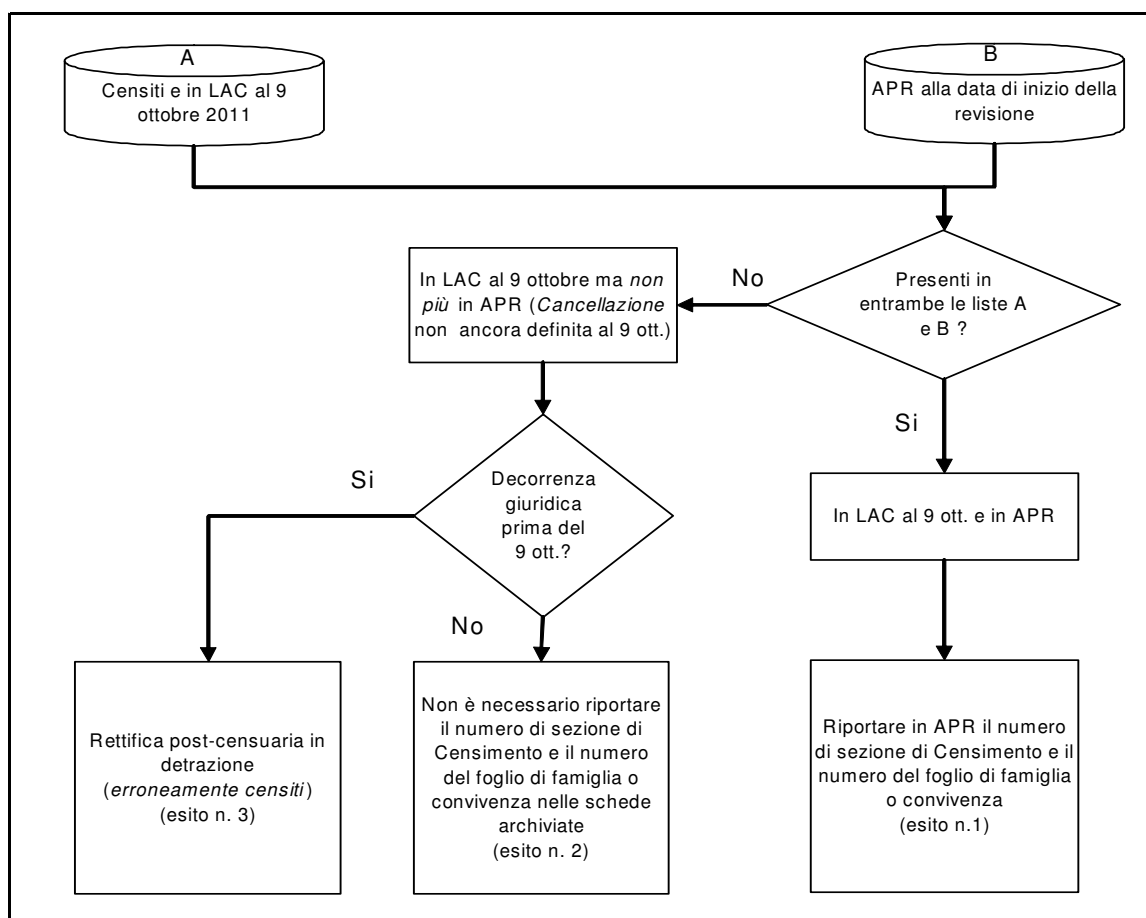 A
Censiti e in LAC al 9
ottobre 2011
B
APR alla data di inizio della
revisione
Presenti in
entrambe le liste A
e B ?
No
In LAC al 9 ottobre ma non
più in APR (Cancellazione
non ancora definita al 9 ott.)
Si
Decorrenza
giuridica
prima del
9 ott.?
Si
In LAC al 9 ott. e in APR
No
Rettifica post-censuaria in
detrazione
(erroneamente censiti)
(esito n. 3)
Non è necessario riportare
il numero di sezione di
Censimento e il numero
del foglio di famiglia o
convivenza nelle schede
archiviate
(esito n. 2)
Riportare in APR il numero
di sezione di Censimento e il
numero del foglio di famiglia
o convivenza
(esito n.1)